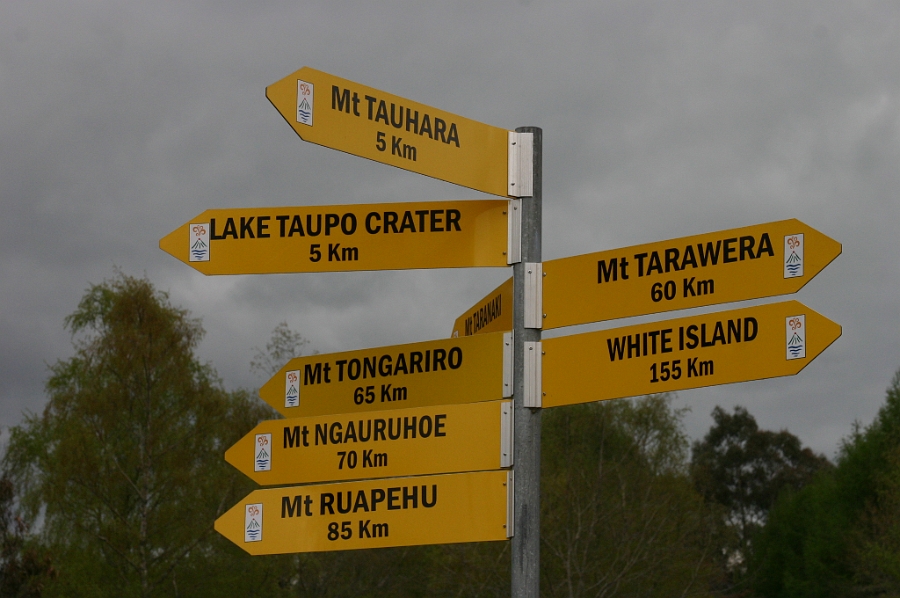 Mt TAUHARA
5 Km
LAKE TAUPO CRATER
5 Km
Mt TARAWERA
60 Km
Mt TARANAKI
WHITE ISLAND
155 Km
Mt TONGARIRO
65 Km
Mt NGAURUHOE
70 Km
Mt RUAPEHU
85 Km